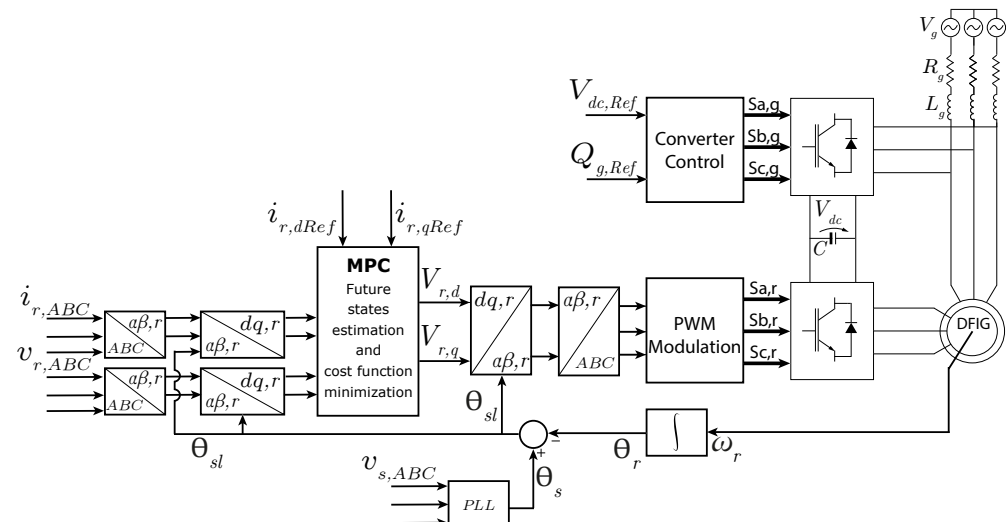 V_g
R_g
L_g
V_dc,Ref
Q_g,Ref
Converter
Control
Sa,g
Sb,g
Sc,g
V_dc
C
i_r,dRef
i_r,qRef
MPC
Future
states
estimation
and
cost function
minimization
i_r,ABC
v_r,ABC
αβ,r
ABC
dq,r
αβ,r
αβ,r
ABC
dq,r
αβ,r
V_r,d
V_r,q
dq,r
αβ,r
αβ,r
ABC
PWM
Modulation
Sa,r
Sb,r
Sc,r
DFIG
θ_sl
θ_sl
+
−
θ_s
θ_r
∫
ω_r
v_s,ABC
PLL